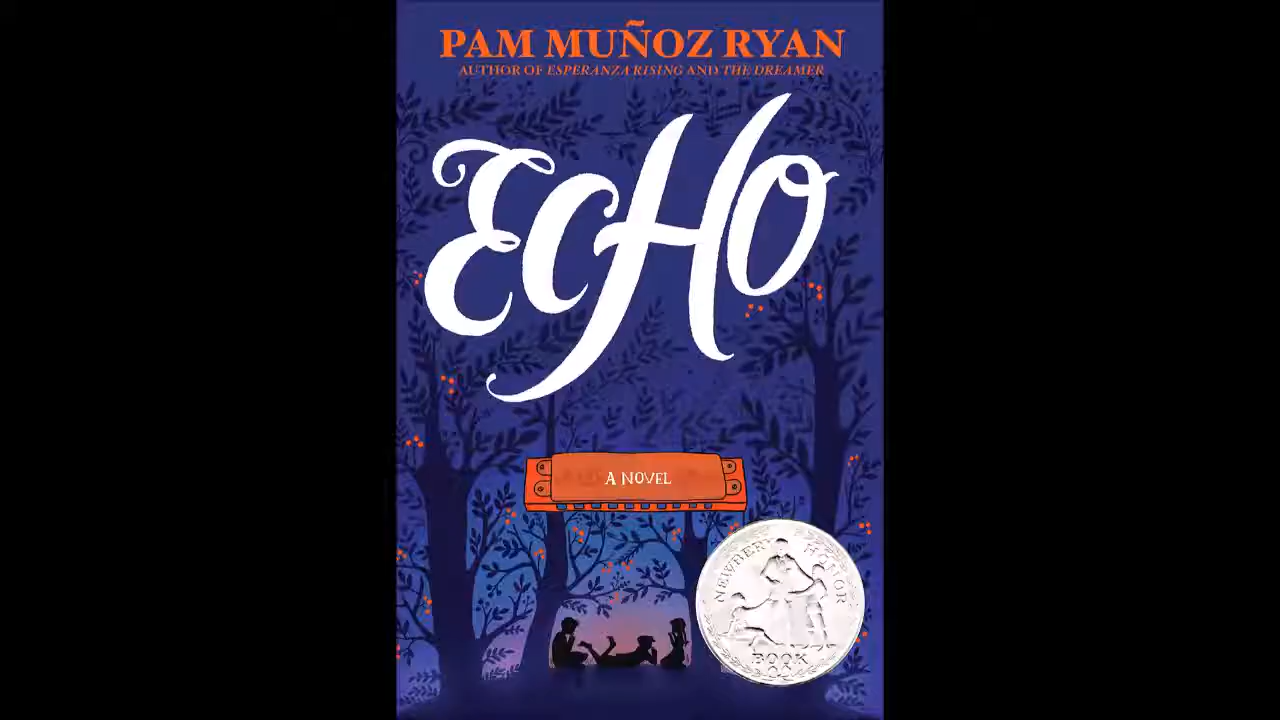 PAM MUÑOZ RYAN
AUTHOR OF ESPERANZA RISING AND THE DREAMER
ECHO
A NOVEL
NEWBERY HONOR
BOOK